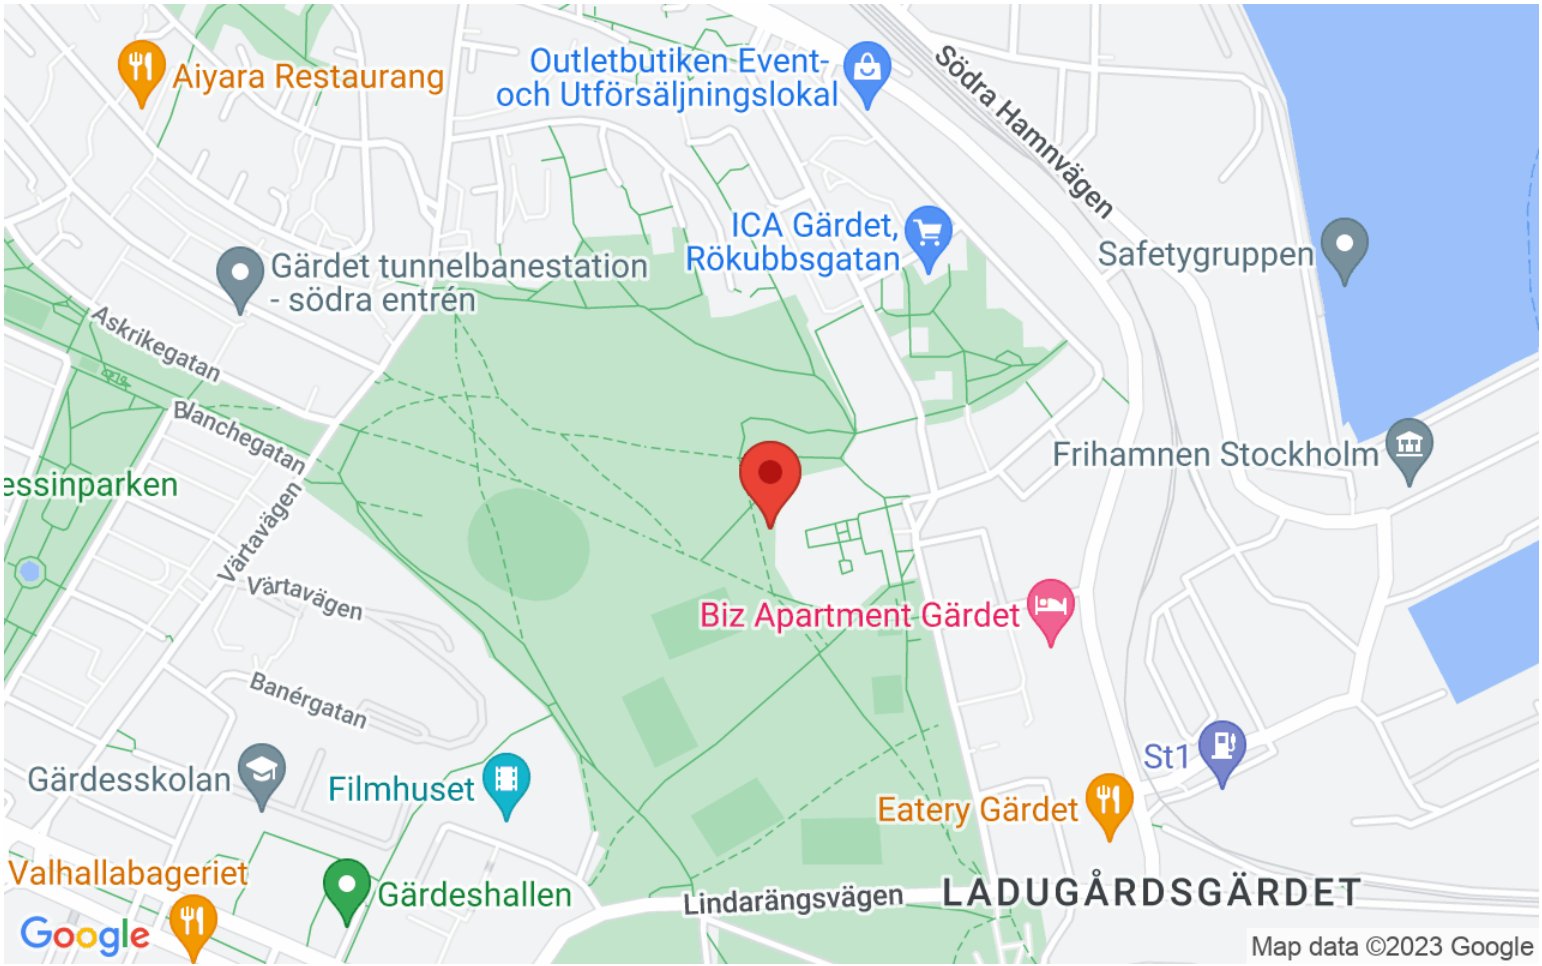 Aiyara Restaurang
Outletbutiken Event-
och Utförsäljningslokal
Södra Hamnvägen
ICA Gärdet,
Rökubbsgatan
Safetygruppen
Gärdet tunnelbanestation
- södra entrén
Askrikegatan
Blanchegatan
Frihamnen Stockholm
essinparken
Värtavägen
Värtavägen
Biz Apartment Gärdet
Banérgatan
St1
Gärdesskolan
Filmhuset
Eatery Gärdet
Valhallabageriet
Gärdeshallen
Lindarängsvägen
LADUGÅRDSGÄRDET
Google
Map data ©2023 Google